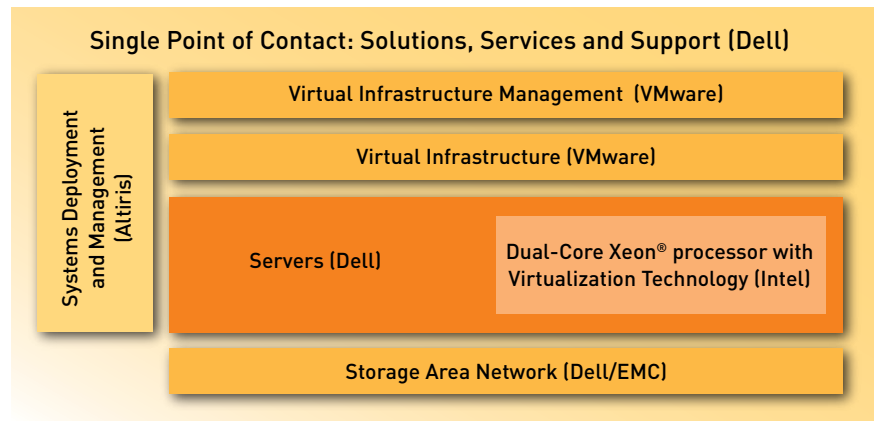 Single Point of Contact: Solutions, Services and Support (Dell)
Systems Deployment
and Management
(Altiris)
Virtual Infrastructure Management (VMware)
Virtual Infrastructure (VMware)
Servers (Dell)
Dual-Core Xeon® processor with
Virtualization Technology (Intel)
Storage Area Network (Dell/EMC)